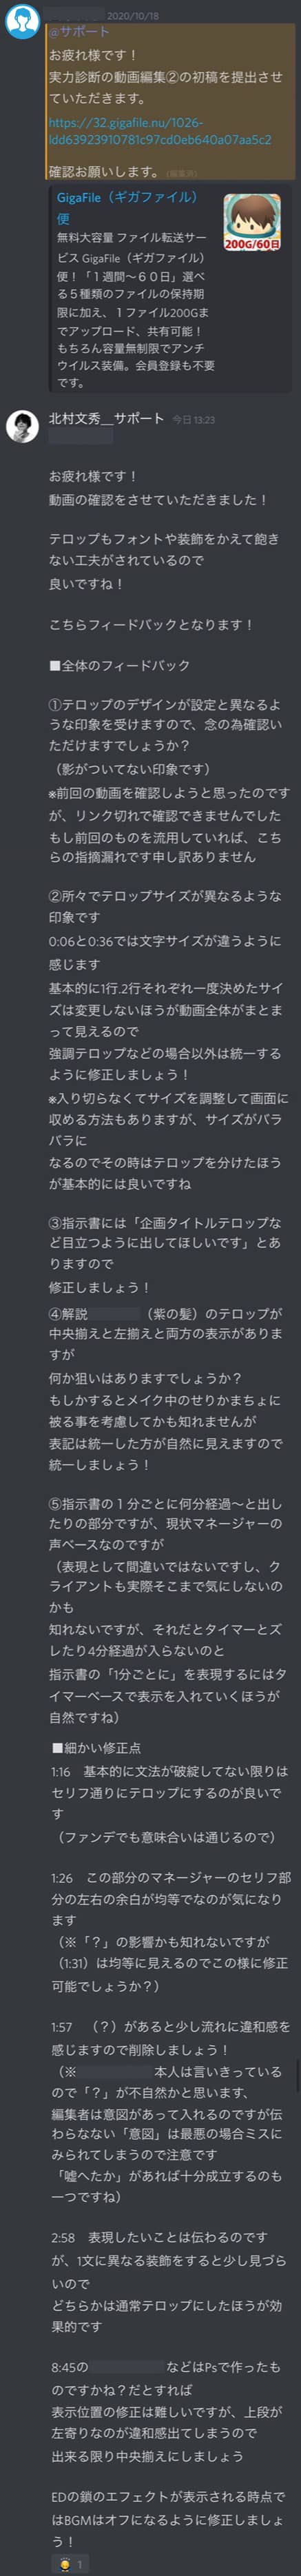 2020/10/18
@サポート
お疲れ様です！
実力診断の動画編集②の初稿を提出させ
ていただきます。
https://32.gigafile.nu/1026-
ldd63923910781c97cd0eb640a07aa5c2
確認お願いします。(編集済)
GigaFile（ギガファイル）
便
無料大容量 ファイル転送サー
ビス GigaFile（ギガファイル）
便！「１週間〜６０日」選べ
る５種類のファイルの保持期
限に加え、１ファイル200Gま
でアップロード、共有可能！
もちろん容量無制限でアンチ
ウイルス装備。会員登録も不要
です。
200G/60日
北村文秀__サポート 今日 13:23
お疲れ様です！
動画の確認をさせていただきました！
テロップもフォントや装飾をかえて飽き
ない工夫がされているので
良いですね！
こちらフィードバックとなります！
■全体のフィードバック
①テロップのデザインが設定と異なるよ
うな印象を受けますので、念の為確認い
ただけますでしょうか？
（影がついてない印象です）
※前回の動画を確認しようと思ったのです
が、リンク切れで確認できませんでした
もし前回のものを流用していれば、こち
らの指摘漏れです申し訳ありません
②所々でテロップサイズが異なるような
印象です
0:06と0:36では文字サイズが違うように
感じます
基本的に1行.2行それぞれ一度決めたサイ
ズは変更しないほうが動画全体がまとま
って見えるので
強調テロップなどの場合以外は統一する
ように修正しましょう！
※入り切らなくてサイズを調整して画面に
収める方法もありますが、サイズがバラ
バラに
なるのでその時はテロップを分けたほう
が基本的には良いですね
③指示書には「企画タイトルテロップな
ど目立つように出してほしいです」とあ
りますので
修正しましょう！
④解説 （紫の髪）のテロップが
中央揃えと左揃えと両方の表示がありま
すが
何か狙いはありますでしょうか？
もしかするとメイク中のせりかまちょに
被る事を考慮してかも知れませんが
表記は統一した方が自然に見えますので
統一しましょう！
⑤指示書の１分ごとに何分経過〜と出し
たりの部分ですが、現状マネージャーの
声ベースなのですが
（表現として間違いではないですし、ク
ライアントも実際そこまで気にしないの
かも
知れないですが、それだとタイマーとズ
レたり4分経過が入らないのと
指示書の「1分ごとに」を表現するにはタ
イマーベースで表示を入れていくほうが
自然ですね）
■細かい修正点
1:16　基本的に文法が破綻してない限りは
セリフ通りにテロップにするのが良いで
す
（ファンデでも意味合いは通じるので）
1:26　この部分のマネージャーのセリフ部
分の左右の余白が均等でなのが気になり
ます
（※「？」の影響かも知れないですが
（1:31）は均等に見えるのでこの様に修正
可能でしょうか？）
1:57　（？）があると少し流れに違和感を
感じますので削除しましょう！
（※ 本人は言いきっている
ので「？」が不自然かと思います、
編集者は意図があって入れるのですが伝
わらなない「意図」は最悪の場合ミスに
みられてしまうので注意です
「嘘へたか」があれば十分成立するのも
一つですね）
2:58　表現したいことは伝わるのです
が、1文に異なる装飾をすると少し見づら
いので
どちらかは通常テロップにしたほうが効
果的です
8:45の などはPsで作ったも
のですかね？だとすれば
表示位置の修正は難しいですが、上段が
左寄りなのが違和感出てしまうので
出来る限り中央揃えにしましょう
EDの鎖のエフェクトが表示される時点で
はBGMはオフになるように修正しましょ
う！
1